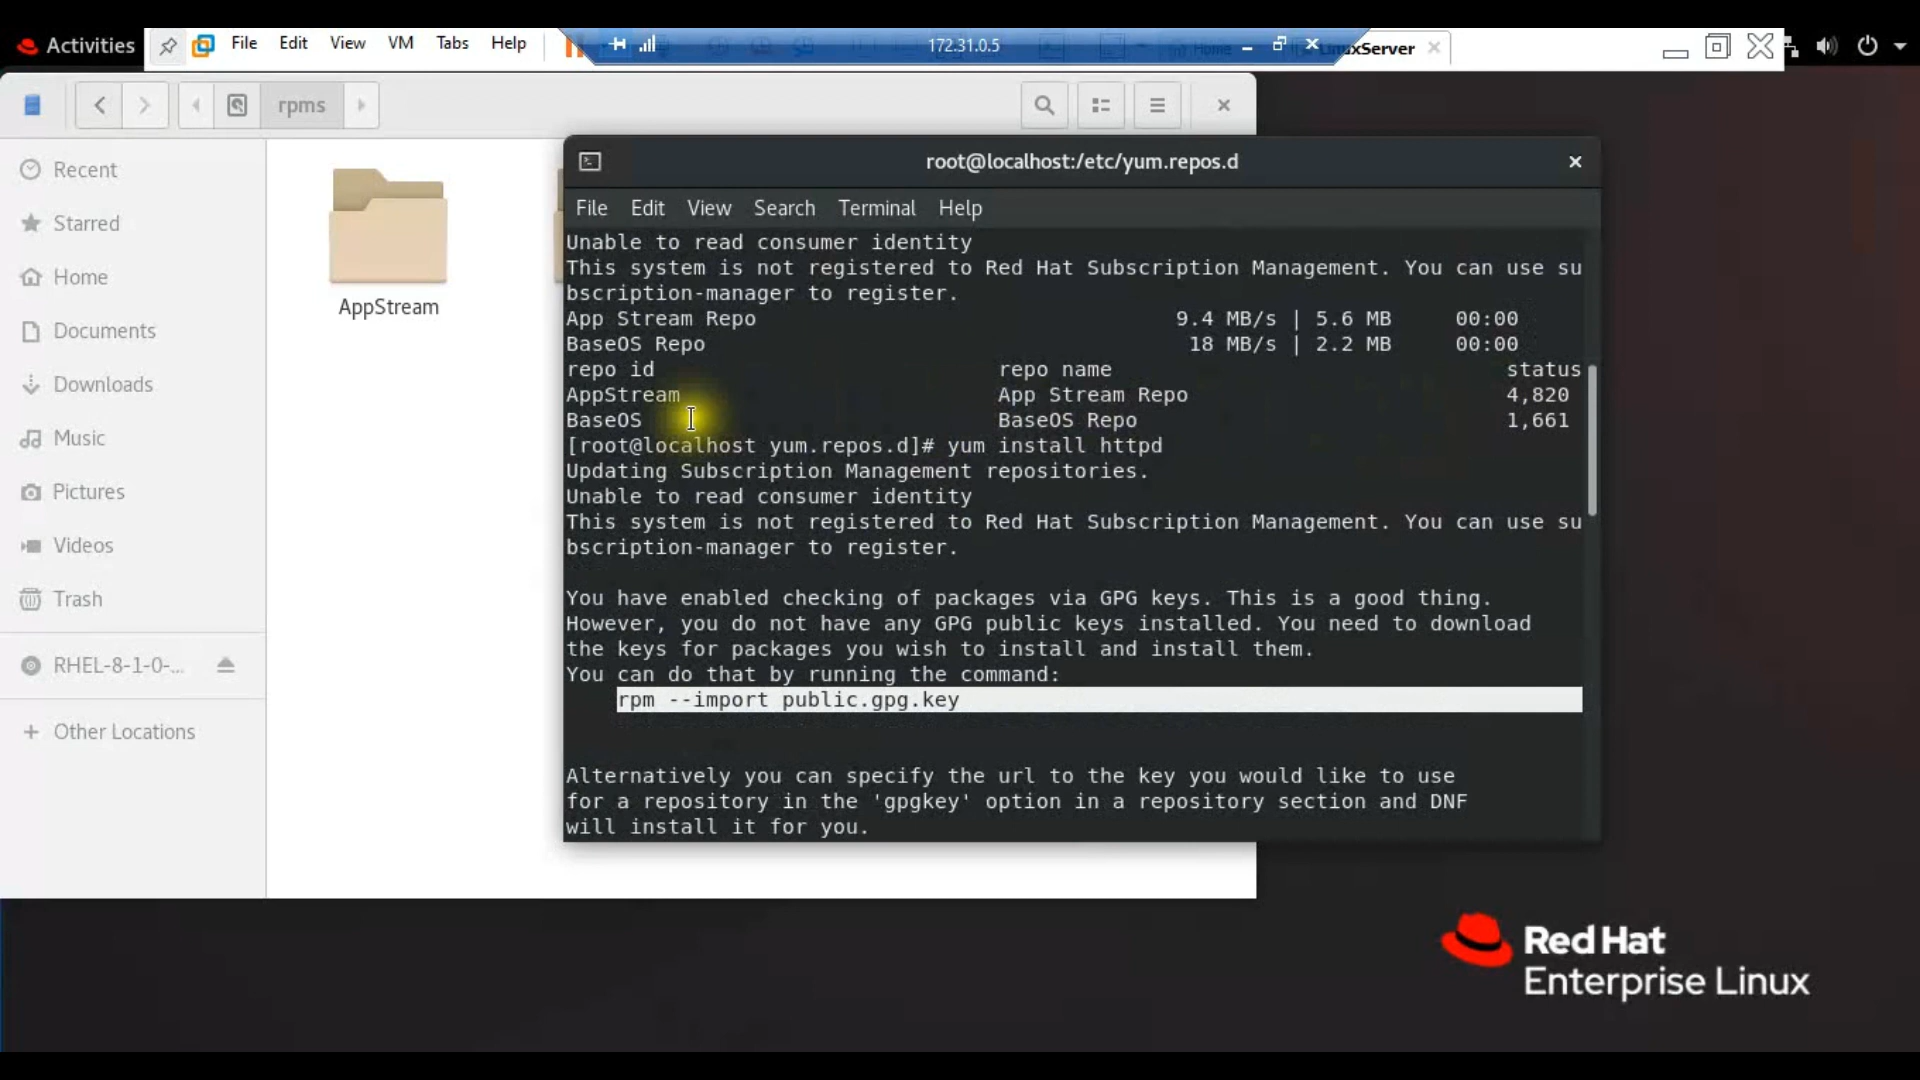 Activities
File Edit View VM Tabs Help
172.31.0.5
Home
LinuxServer
rpms
Recent
Starred
Home
Documents
Downloads
Music
Pictures
Videos
Trash
RHEL-8-1-0-...
+ Other Locations
AppStream
root@localhost:/etc/yum.repos.d
File Edit View Search Terminal Help
Unable to read consumer identity
This system is not registered to Red Hat Subscription Management. You can use su
bscription-manager to register.
App Stream Repo 9.4 MB/s | 5.6 MB 00:00
BaseOS Repo 18 MB/s | 2.2 MB 00:00
repo id repo name status
AppStream App Stream Repo 4,820
BaseOS BaseOS Repo 1,661
[root@localhost yum.repos.d]# yum install httpd
Updating Subscription Management repositories.
Unable to read consumer identity
This system is not registered to Red Hat Subscription Management. You can use su
bscription-manager to register.
You have enabled checking of packages via GPG keys. This is a good thing.
However, you do not have any GPG public keys installed. You need to download
the keys for packages you wish to install and install them.
You can do that by running the command:
rpm --import public.gpg.key
Alternatively you can specify the url to the key you would like to use
for a repository in the 'gpgkey' option in a repository section and DNF
will install it for you.
Red Hat
Enterprise Linux